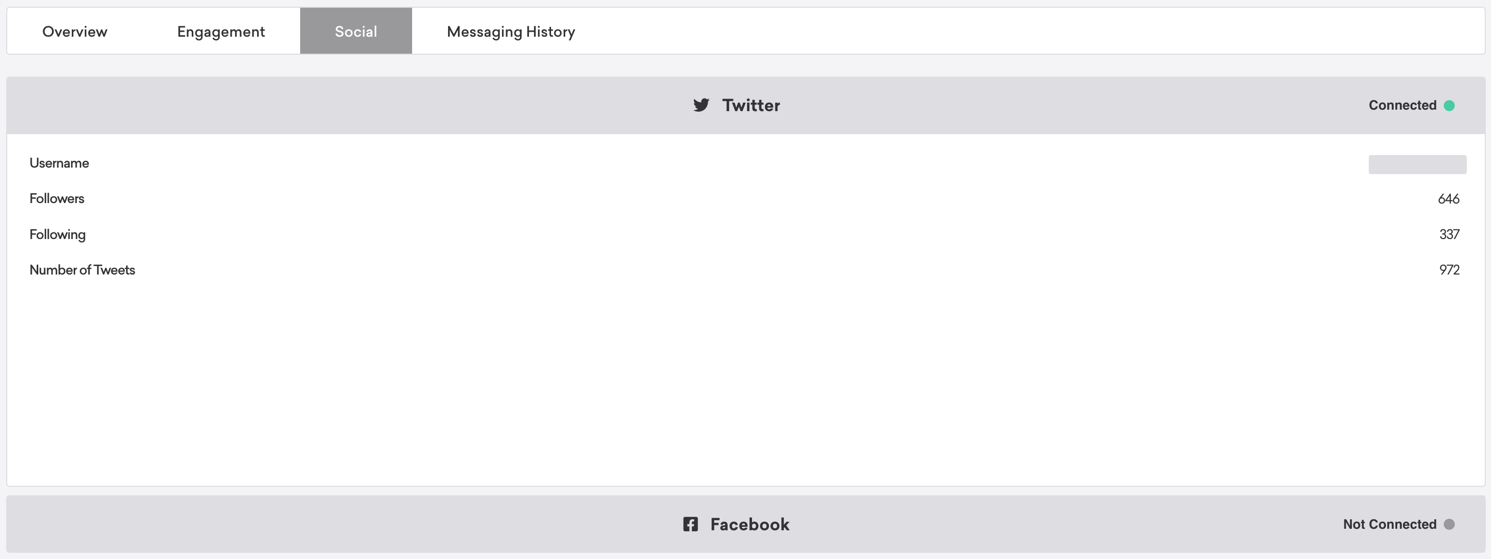 Overview Engagement Social Messaging History
Twitter Connected
Username
Followers 646
Following 337
Number of Tweets 972
Facebook Not Connected